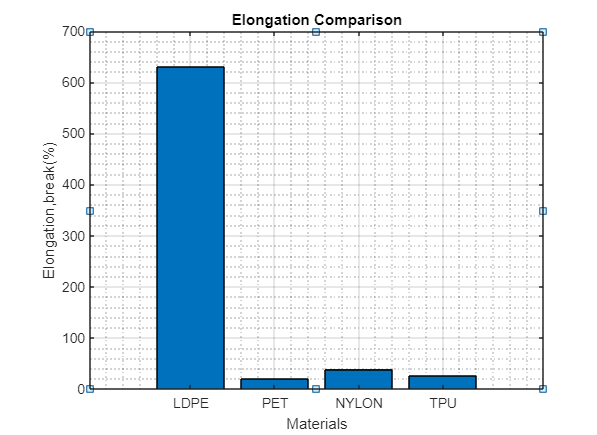 Elongation Comparison
700
600
500
400
300
200
100
0
Elongation,break(%)
LDPE PET NYLON TPU
Materials